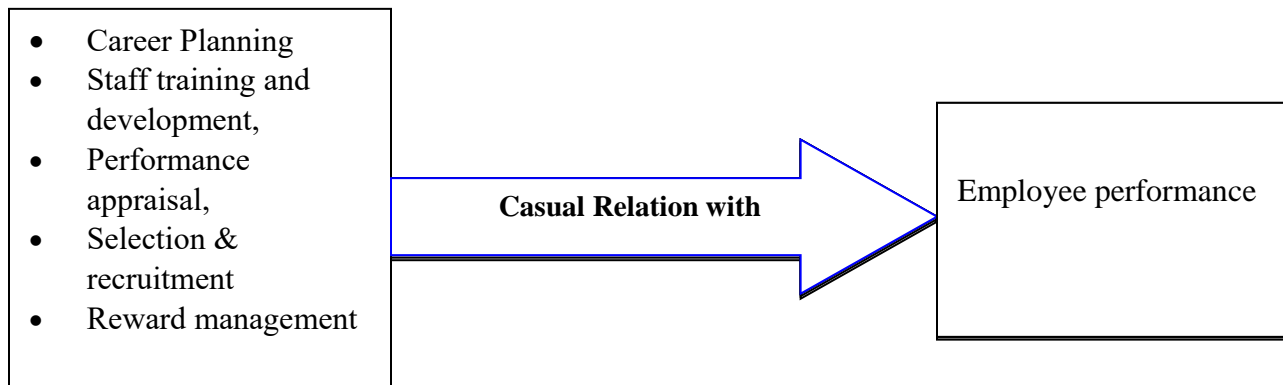 • Career Planning
• Staff training and
development,
• Performance
appraisal,
• Selection &
recruitment
• Reward management
Casual Relation with
Employee performance